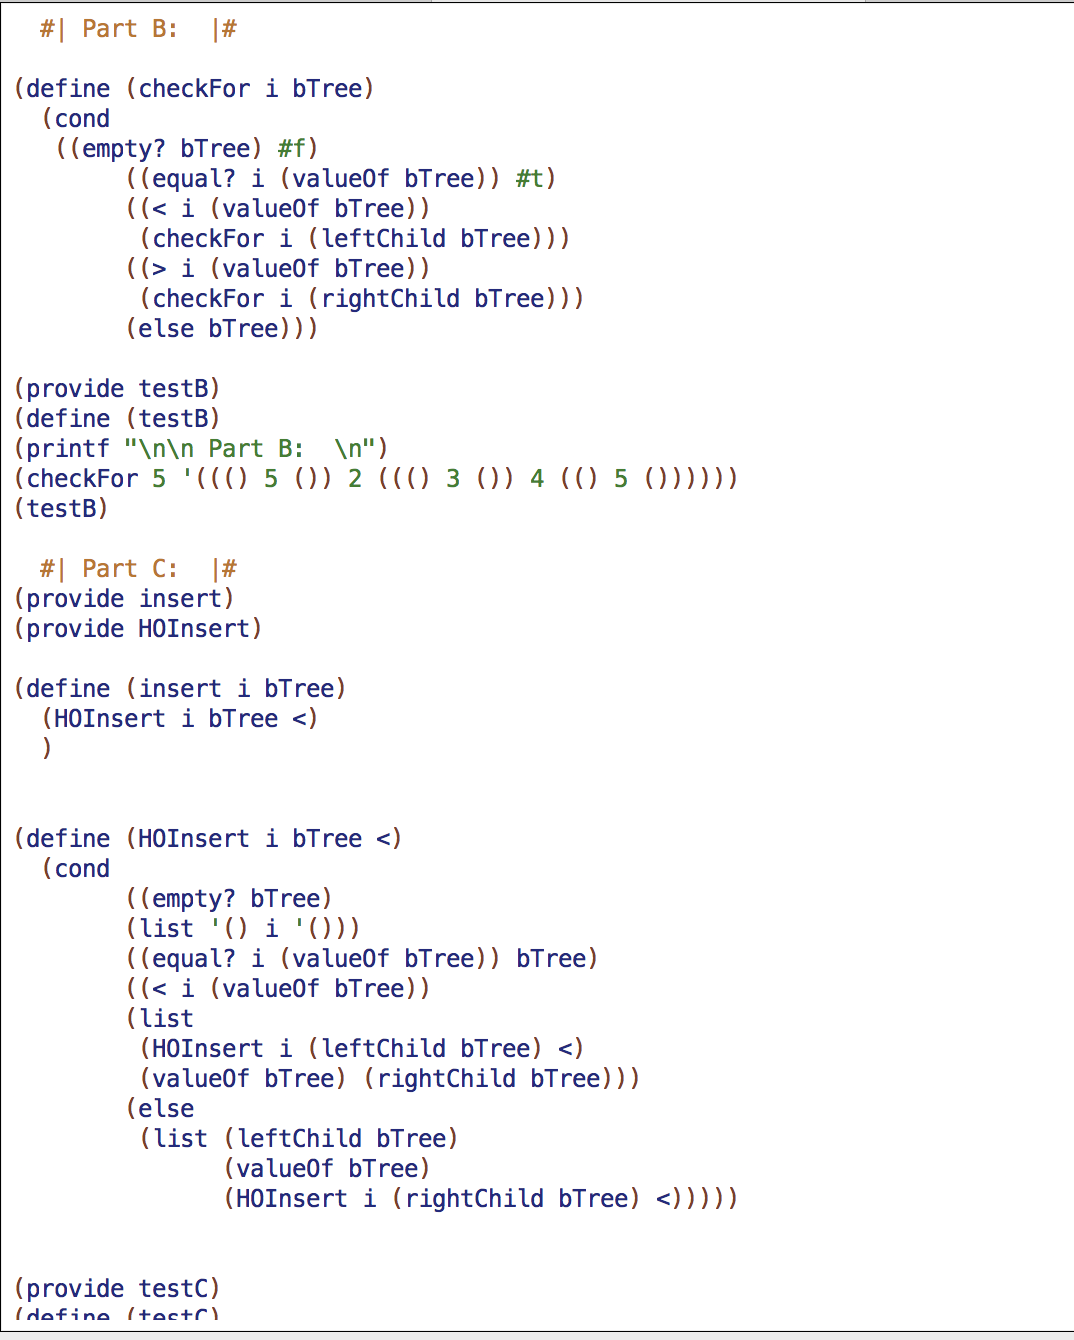 #| Part B:  |#
(define (checkFor i bTree)
(cond
((empty? bTree) #f)
((equal? i (valueOf bTree)) #t)
((< i (valueOf bTree))
(checkFor i (leftChild bTree)))
((> i (valueOf bTree))
(checkFor i (rightChild bTree)))
(else bTree)))
(provide testB)
(define (testB)
(printf "\n\n Part B:  \n")
(checkFor 5 '((() 5 ()) 2 ((() 3 ()) 4 (() 5 ())))))
(testB)
#| Part C:  |#
(provide insert)
(provide HOInsert)
(define (insert i bTree)
(HOInsert i bTree <)
)
(define (HOInsert i bTree <)
(cond
((empty? bTree)
(list '() i '()))
((equal? i (valueOf bTree)) bTree)
((< i (valueOf bTree))
(list
(HOInsert i (leftChild bTree) <)
(valueOf bTree) (rightChild bTree)))
(else
(list (leftChild bTree)
(valueOf bTree)
(HOInsert i (rightChild bTree) <)))))
(provide testC)
(define (testC)